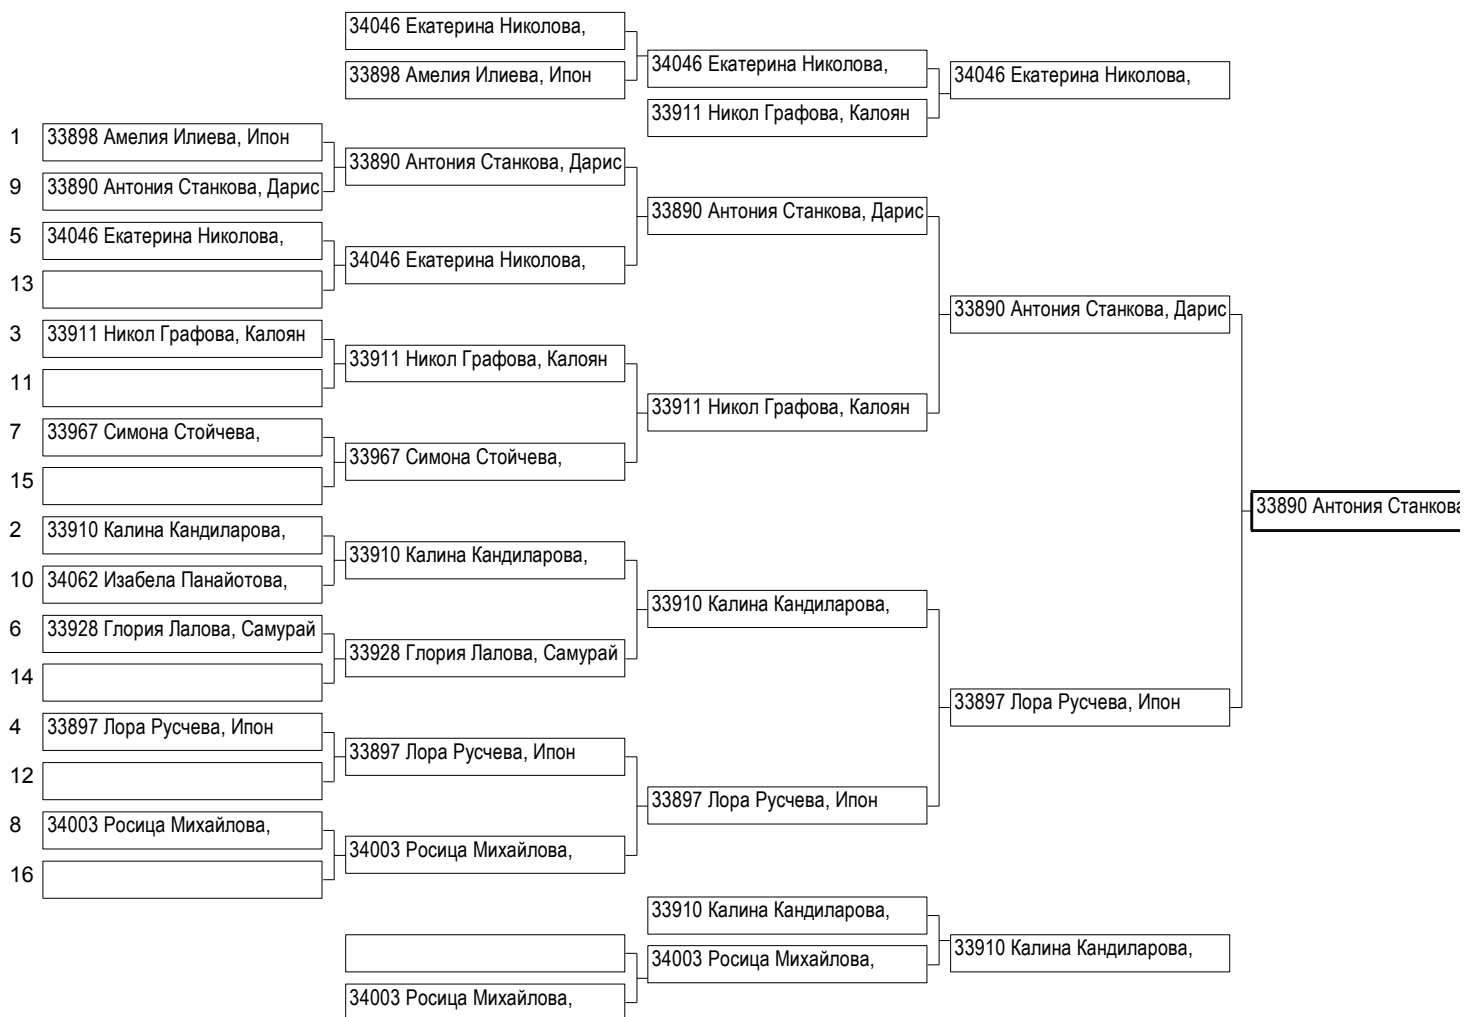 34046 Екатерина Николова,
33898 Амелия Илиева, Ипон
34046 Екатерина Николова,
33911 Никол Графова, Калоян
34046 Екатерина Николова,
1 33898 Амелия Илиева, Ипон
9 33890 Антония Станкова, Дарис
5 34046 Екатерина Николова,
13
3 33911 Никол Графова, Калоян
11
7 33967 Симона Стойчева,
15
2 33910 Калина Кандиларова,
10 34062 Изабела Панайотова,
6 33928 Глория Лалова, Самурай
14
4 33897 Лора Русчева, Ипон
12
8 34003 Росица Михайлова,
16
33890 Антония Станкова, Дарис
34046 Екатерина Николова,
33911 Никол Графова, Калоян
33967 Симона Стойчева,
33910 Калина Кандиларова,
33928 Глория Лалова, Самурай
33897 Лора Русчева, Ипон
34003 Росица Михайлова,
33890 Антония Станкова, Дарис
33911 Никол Графова, Калоян
33910 Калина Кандиларова,
33897 Лора Русчева, Ипон
33890 Антония Станкова, Дарис
33897 Лора Русчева, Ипон
33890 Антония Станкова
34003 Росица Михайлова,
33910 Калина Кандиларова,
34003 Росица Михайлова,
33910 Калина Кандиларова,